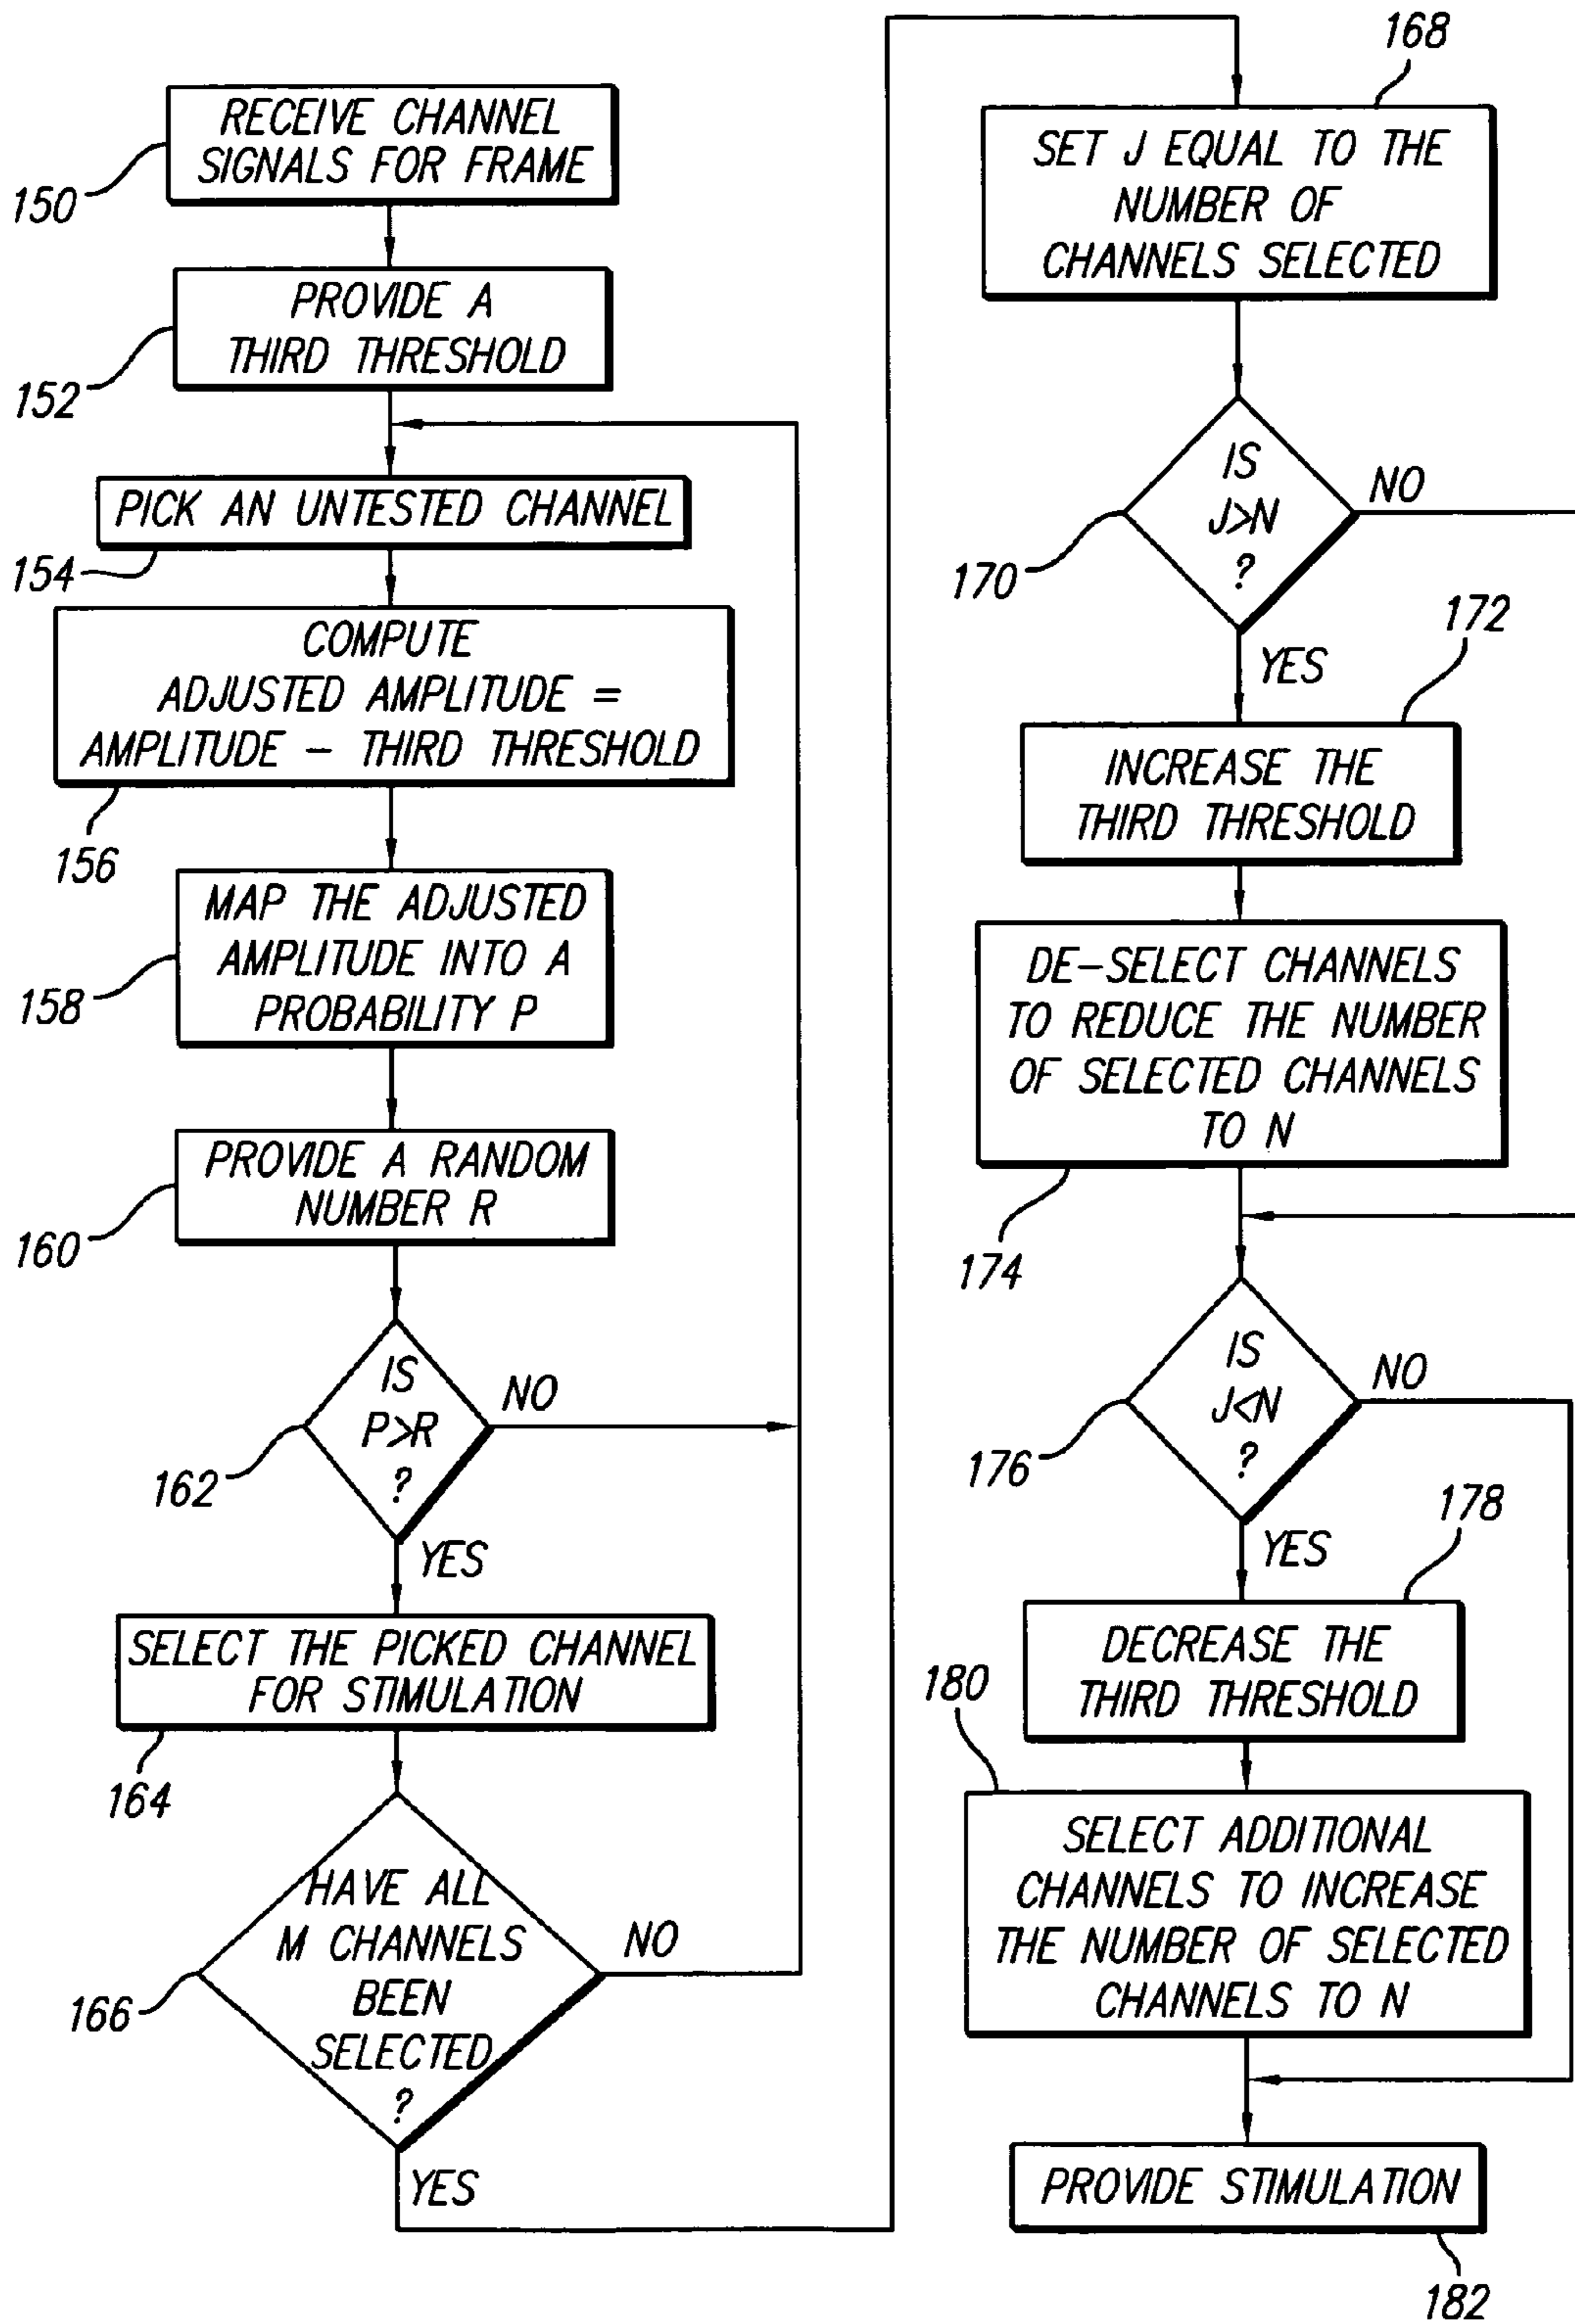 RECEIVE CHANNEL
SIGNALS FOR FRAME
150
PROVIDE A
THIRD THRESHOLD
152
PICK AN UNTESTED CHANNEL
154
COMPUTE
ADJUSTED AMPLITUDE =
AMPLITUDE – THIRD THRESHOLD
156
MAP THE ADJUSTED
AMPLITUDE INTO A
PROBABILITY P
158
PROVIDE A RANDOM
NUMBER R
160
IS
P>R
?
NO
162
YES
SELECT THE PICKED CHANNEL
FOR STIMULATION
164
HAVE ALL
M CHANNELS
BEEN
SELECTED
?
NO
166
YES
168
SET J EQUAL TO THE
NUMBER OF
CHANNELS SELECTED
IS
J>N
?
NO
170
YES
172
INCREASE THE
THIRD THRESHOLD
DE-SELECT CHANNELS
TO REDUCE THE NUMBER
OF SELECTED CHANNELS
TO N
174
IS
J<N
?
NO
176
YES
178
DECREASE THE
THIRD THRESHOLD
180
SELECT ADDITIONAL
CHANNELS TO INCREASE
THE NUMBER OF SELECTED
CHANNELS TO N
PROVIDE STIMULATION
182